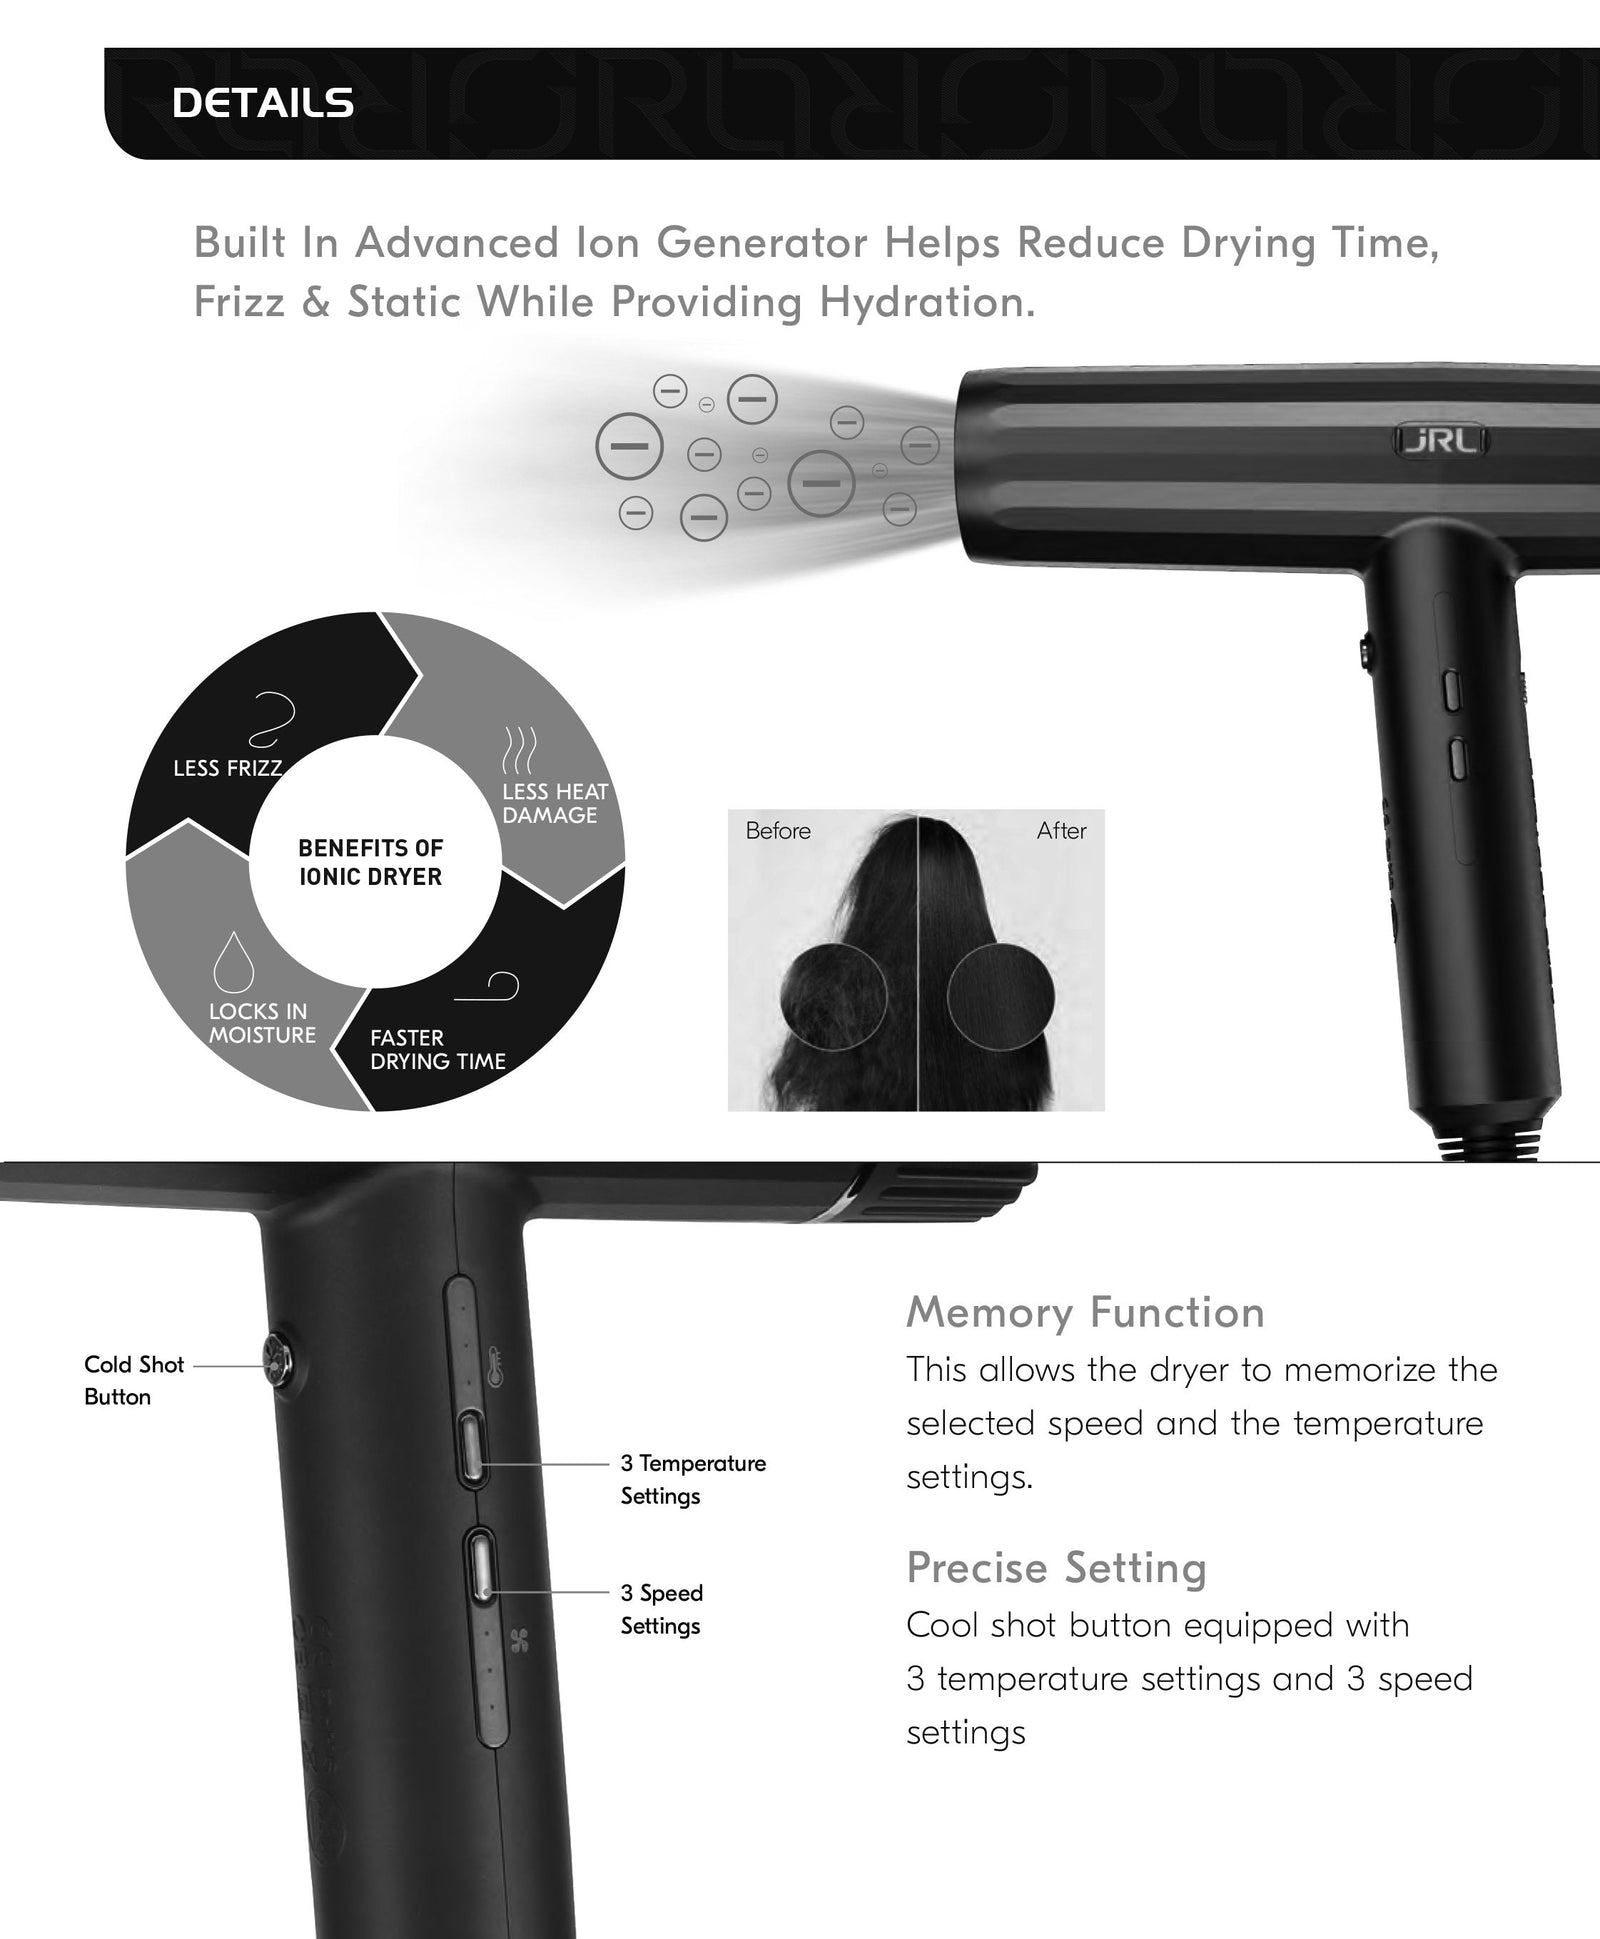 DETAILS
Built In Advanced Ion Generator Helps Reduce Drying Time,
Frizz & Static While Providing Hydration.
JRL
LESS FRIZZ
LESS HEAT
DAMAGE
BENEFITS OF
IONIC DRYER
LOCKS IN
MOISTURE
FASTER
DRYING TIME
Before
After
Cold Shot
Button
3 Temperature
Settings
3 Speed
Settings
Memory Function
This allows the dryer to memorize the
selected speed and the temperature
settings.
Precise Setting
Cool shot button equipped with
3 temperature settings and 3 speed
settings